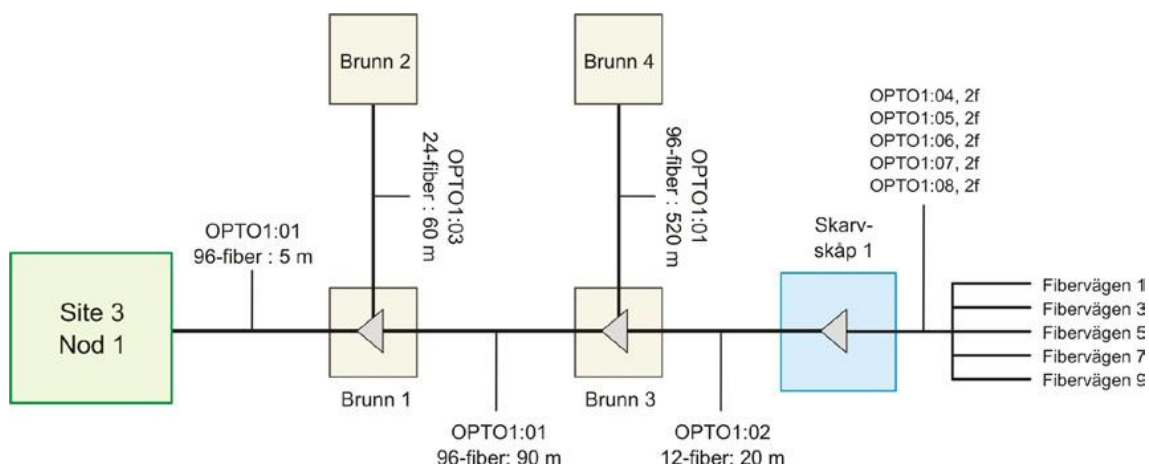 Brunn 2
Brunn 4
OPTO1:04, 2f
OPTO1:05, 2f
OPTO1:06, 2f
OPTO1:07, 2f
OPTO1:08, 2f
OPTO1:03
24-fiber : 60 m
OPTO1:01
96-fiber : 520 m
OPTO1:01
96-fiber : 5 m
Skarv-
skåp 1
Site 3
Nod 1
Fibervägen 1
Fibervägen 3
Fibervägen 5
Fibervägen 7
Fibervägen 9
Brunn 1
Brunn 3
OPTO1:01
96-fiber: 90 m
OPTO1:02
12-fiber: 20 m